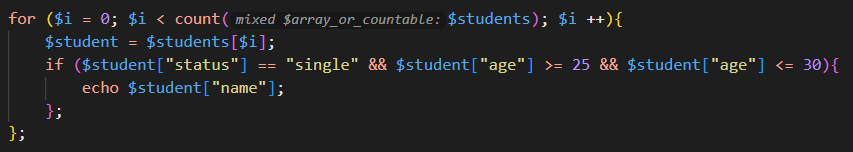 for ($i = 0; $i < count( mixed $array_or_countable: $students); $i ++){
    $student = $students[$i];
    if ($student["status"] == "single" && $student["age"] >= 25 && $student["age"] <= 30){
        echo $student["name"];
    };
};